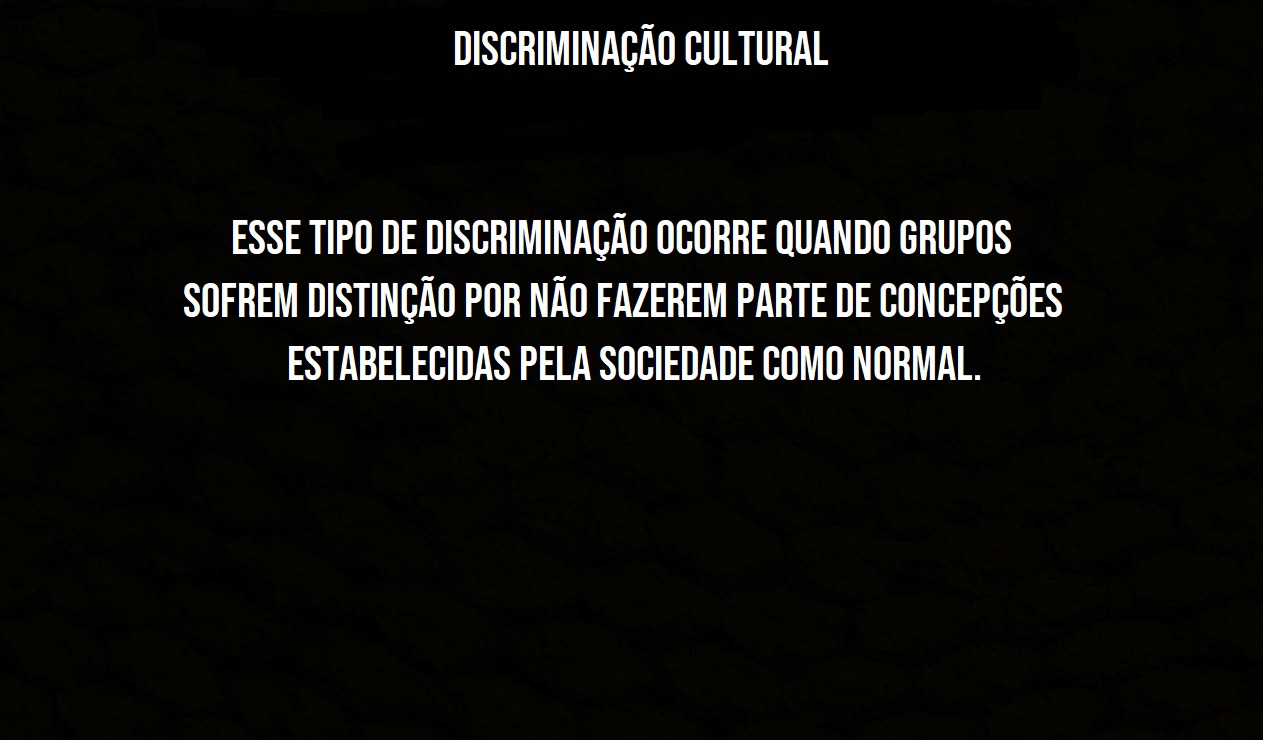 DISCRIMINAÇÃO CULTURAL
ESSE TIPO DE DISCRIMINAÇÃO OCORRE QUANDO GRUPOS
SOFREM DISTINÇÃO POR NÃO FAZEREM PARTE DE CONCEPÇÕES
ESTABELECIDAS PELA SOCIEDADE COMO NORMAL.